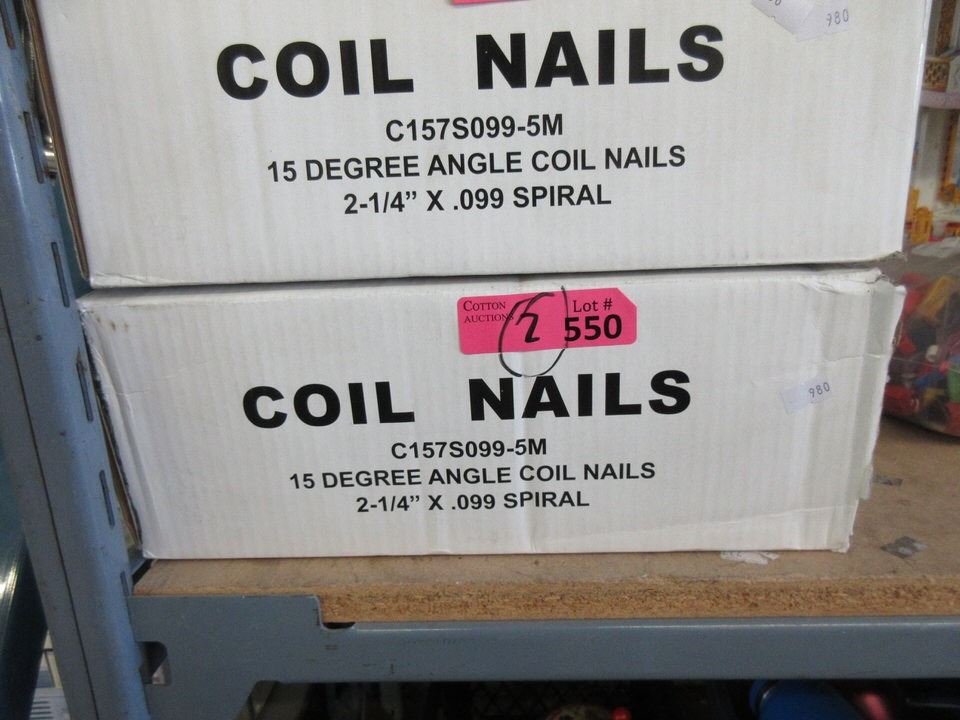 980
COIL NAILS
C157S099-5M
15 DEGREE ANGLE COIL NAILS
2-1/4” X .099 SPIRAL
COTTON AUCTIONS
2
Lot #
550
COIL NAILS
980
C157S099-5M
15 DEGREE ANGLE COIL NAILS
2-1/4” X .099 SPIRAL